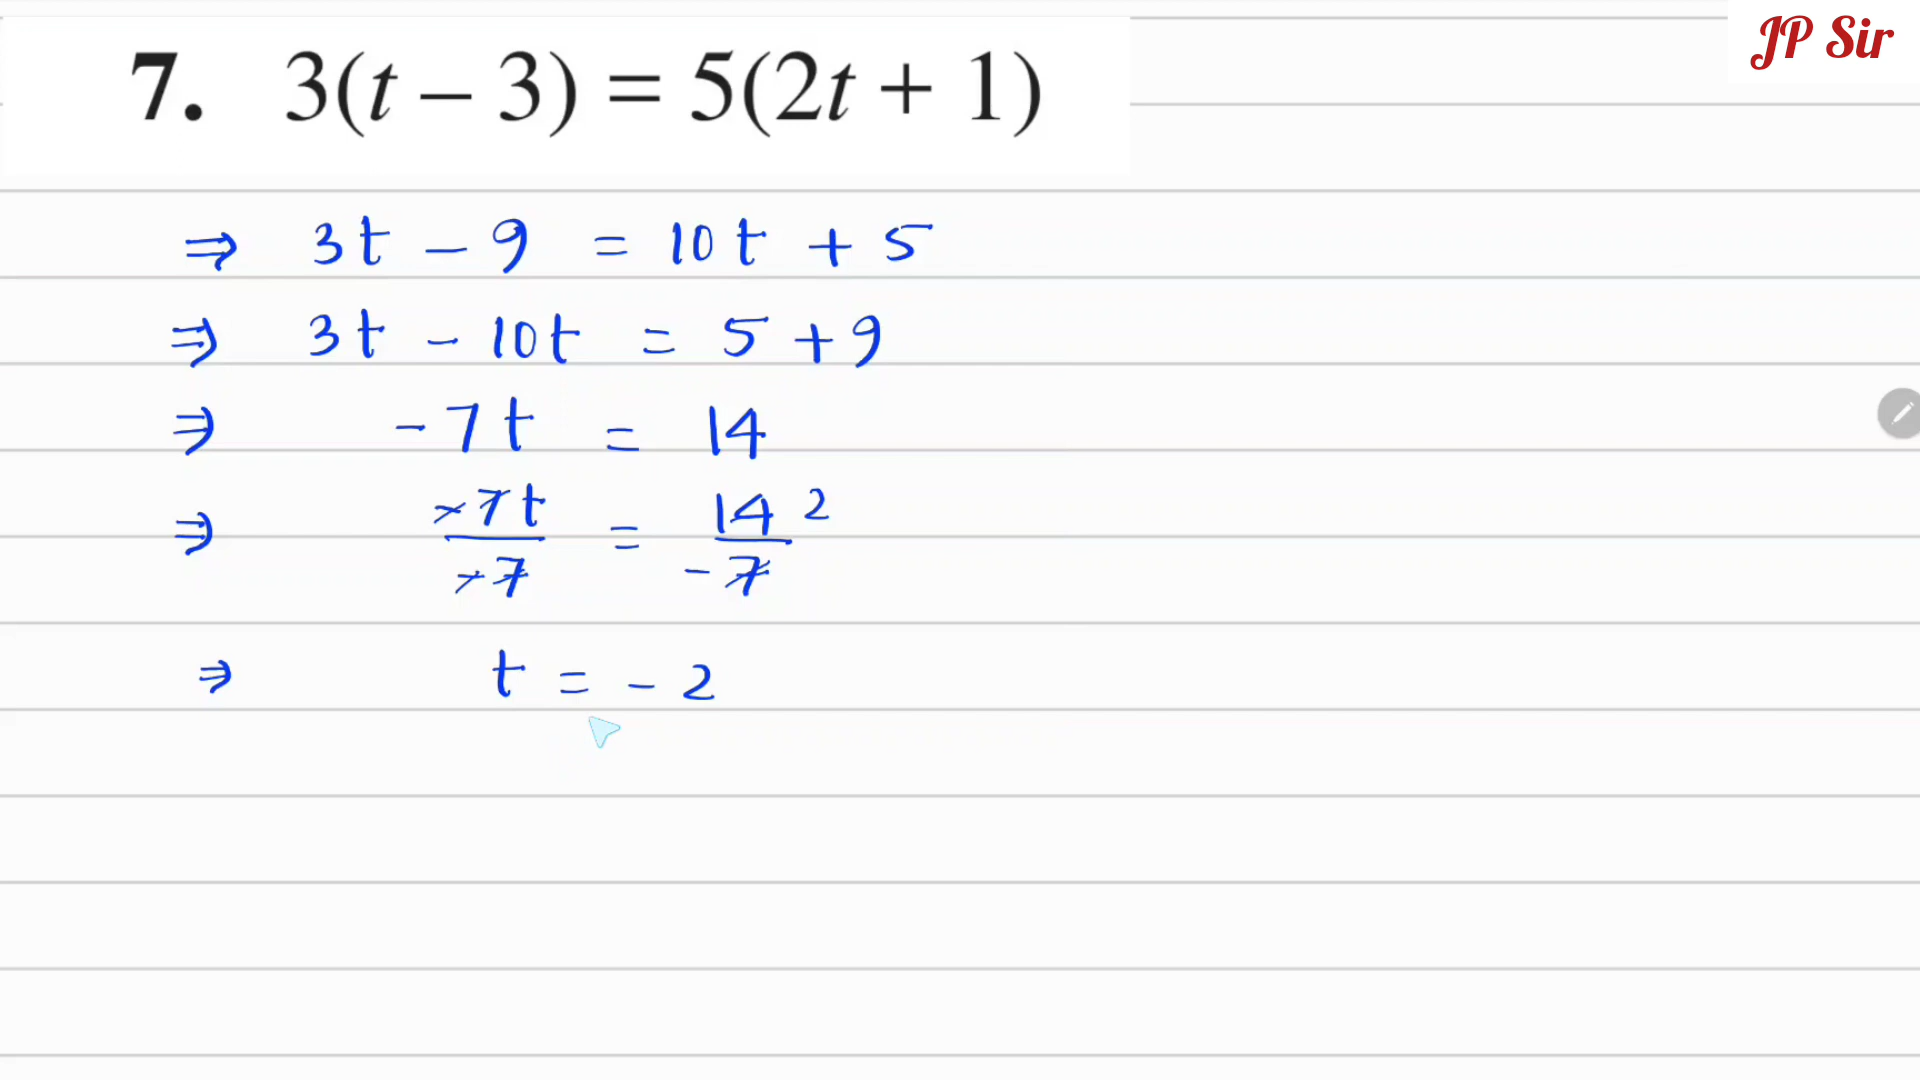 JP Sir
7. 3(t – 3) = 5(2t + 1)
⇒ 3t - 9 = 10t + 5
⇒ 3t - 10t = 5 + 9
⇒ -7t = 14
⇒ -7t/-7 = 14/-7 2
⇒ t = -2